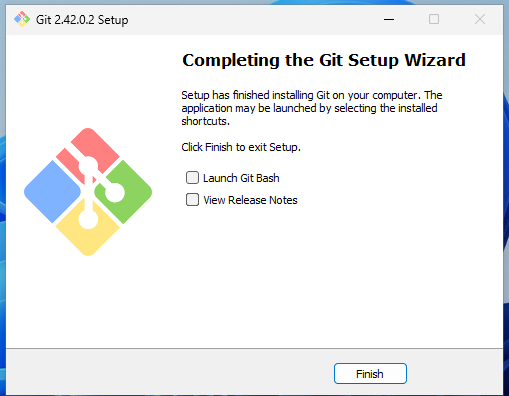 Git 2.42.0.2 Setup
Completing the Git Setup Wizard
Setup has finished installing Git on your computer. The
application may be launched by selecting the installed
shortcuts.
Click Finish to exit Setup.
Launch Git Bash
View Release Notes
Finish